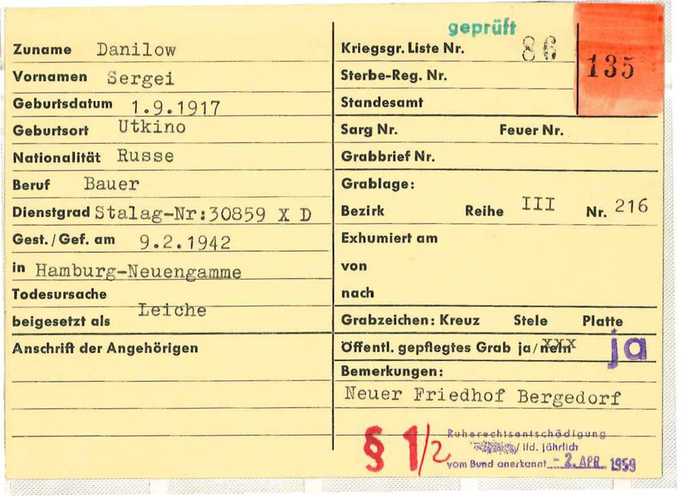 geprüft
Zuname Danilow
Vornamen Sergei
Geburtsdatum 1.9.1917
Geburtsort Utkino
Nationalität Russe
Beruf Bauer
Dienstgrad Stalag-Nr:30859 X D
Gest./Gef. am 9.2.1942
in Hamburg-Neuengamme
Todesursache
beigesetzt als Leiche
Anschrift der Angehörigen
Kriegsgr. Liste Nr. 86
135
Sterbe-Reg. Nr.
Standesamt
Sarg Nr. Feuer Nr.
Grabbrief Nr.
Grablage:
Bezirk Reihe III Nr. 216
Exhumiert am
von
nach
Grabzeichen: Kreuz Stele Platte
Öffentl. gepflegtes Grab ja/nein xxx ja
Bemerkungen:
Neuer Friedhof Bergedorf
§ 1/2
Ruherechtsentschädigung
/ lfd. jährlich
vom Bund anerkannt - 2. APR. 1959